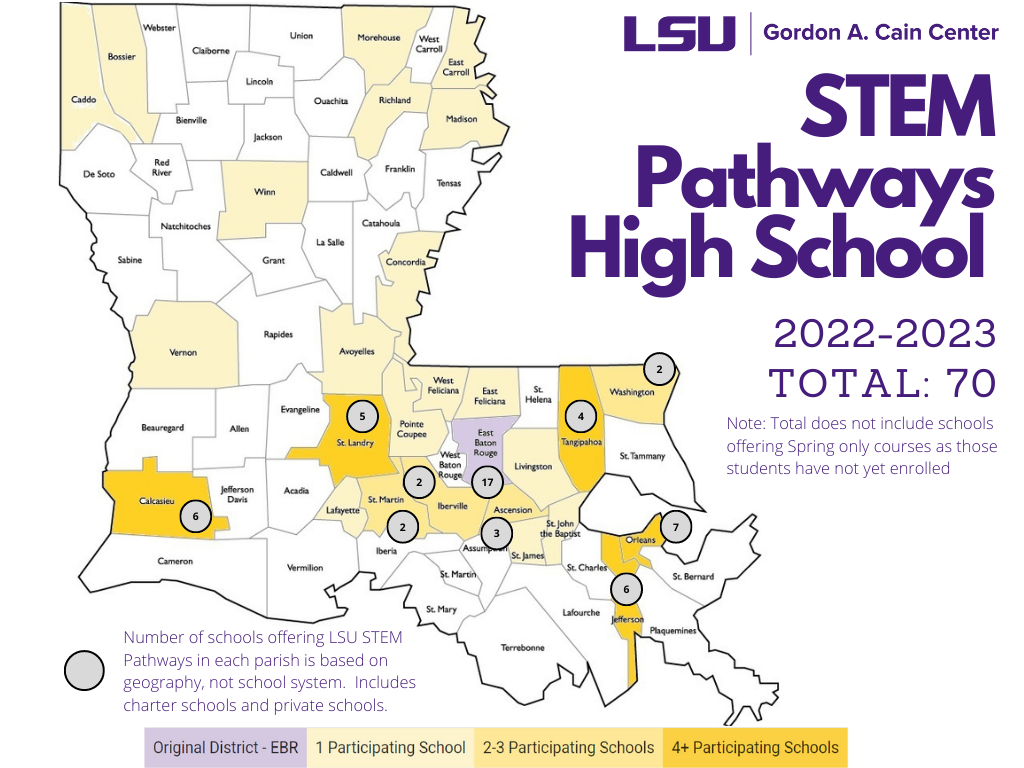 LSU | Gordon A. Cain Center
STEM
Pathways
High School
2022-2023
TOTAL: 70
Note: Total does not include schools
offering Spring only courses as those
students have not yet enrolled
Webster
Union
Morehouse
West
Carroll
Claiborne
Bossier
East
Carroll
Lincoln
Caddo
Ouachita
Richland
Bienville
Madison
Jackson
De Soto
Red
River
Caldwell
Franklin
Tensas
Winn
Natchitoches
Catahoula
La Salle
Sabine
Grant
Concordia
Rapides
Vernon
Avoyelles
2
West
Feliciana
East
Feliciana
St.
Helena
Washington
Evangeline
5
4
Beauregard
Allen
St. Landry
Pointe
Coupee
East
Baton
Rouge
Tangipahoa
St. Tammany
West
Baton
Rouge
Livingston
2
17
Calcasieu
Jefferson
Davis
Acadia
St. Martin
Iberville
Ascension
6
Lafayette
2
3
St. John
the Baptist
7
Orleans
Iberia
Assumption
St. James
Cameron
Vermilion
St. Martin
St. Charles
St. Bernard
6
St. Mary
Lafourche
Jefferson
Plaquemines
Terrebonne
Number of schools offering LSU STEM
Pathways in each parish is based on
geography, not school system.  Includes
charter schools and private schools.
Original District - EBR
1 Participating School
2-3 Participating Schools
4+ Participating Schools